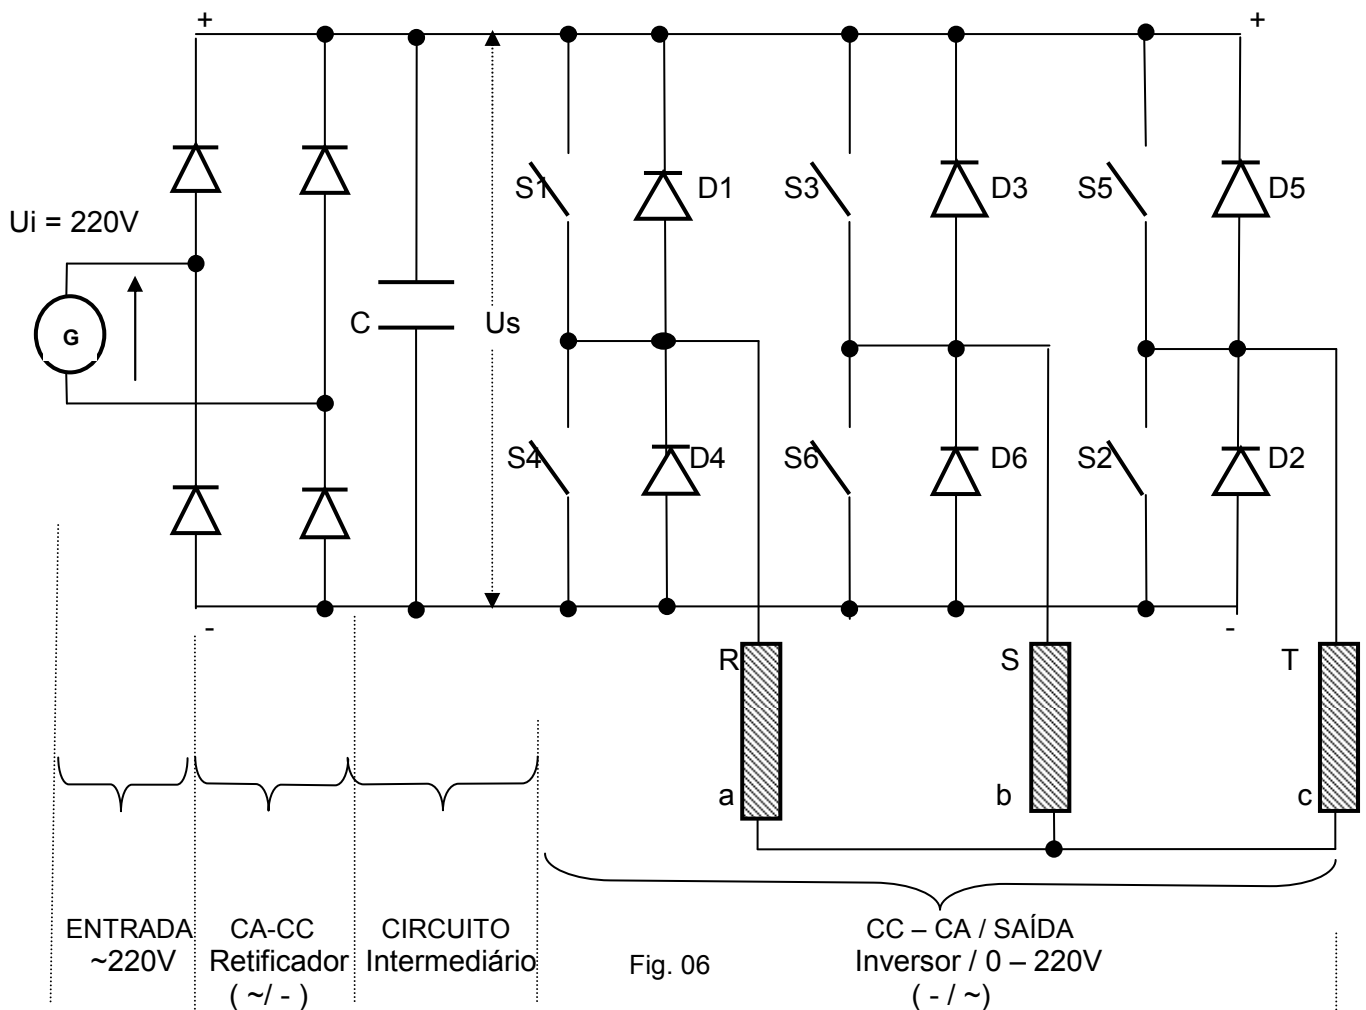 + +
S1 D1 S3 D3 S5 D5
Ui = 220V
G
C Us
S4 D4 S6 D6 S2 D2
- -
R S T
a b c
ENTRADA CA-CC CIRCUITO CC – CA / SAÍDA
~220V Retificador Intermediário Fig. 06 Inversor / 0 – 220V
( ~/ - ) ( - / ~)